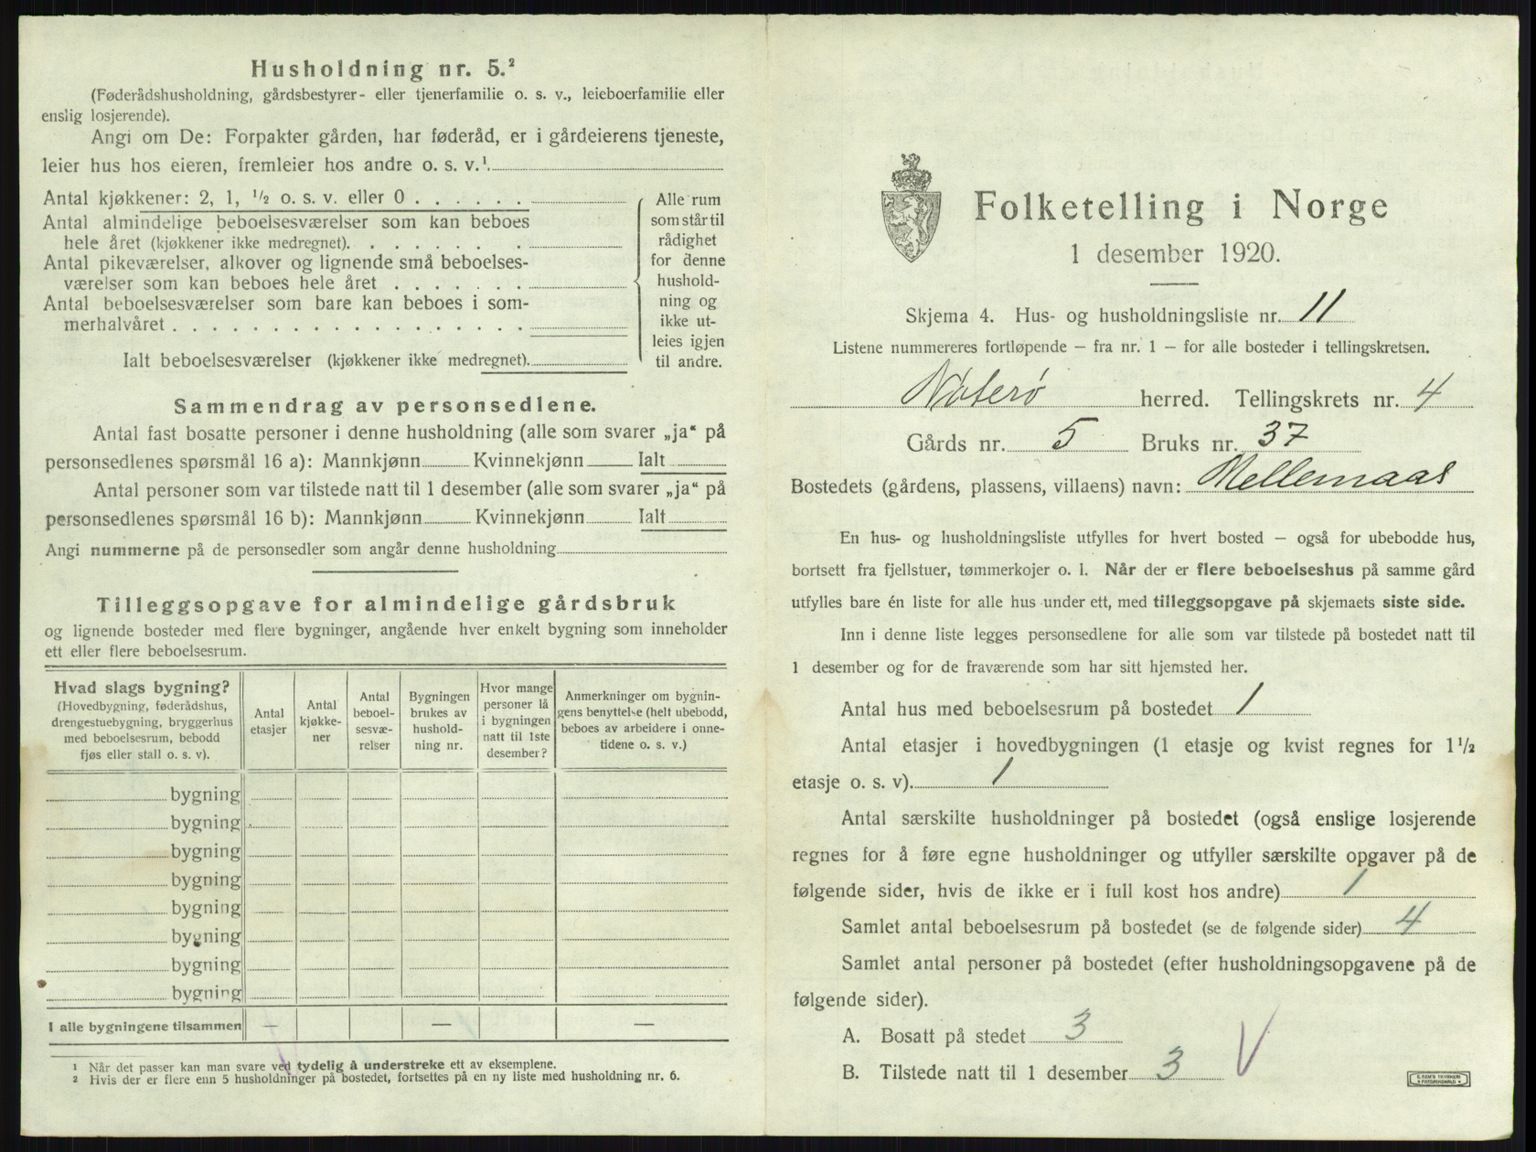 Husholdning nr. 5.²
(Føderådshusholdning, gårdsbestyrer- eller tjenerfamilie o. s. v., leieboerfamilie eller
enslig losjerende).
Angi om De: Forpakter gården, har føderåd, er i gårdeierens tjeneste,
leier hus hos eieren, fremleier hos andre o. s. v.¹.
Antal kjøkkener: 2, 1, ½ o. s. v. eller 0 . . . . . .
Antal almindelige beboelsesværelser som kan beboes
hele året (kjøkkener ikke medregnet). . . . . . . .
Antal pikeværelser, alkover og lignende små beboelses-
værelser som kan beboes hele året . . . . . . .
Antal beboelsesværelser som bare kan beboes i som-
merhalvåret . . . . . . . . . . . . . . . . . .
Ialt beboelsesværelser (kjøkkener ikke medregnet).
Alle rum
som står til
rådighet
for denne
hushold-
ning og
ikke ut-
leies igjen
til andre.
Sammendrag av personsedlene.
Antal fast bosatte personer i denne husholdning (alle som svarer „ja“ på
personsedlenes spørsmål 16 a): Mannkjønn Kvinnekjønn Ialt
Antal personer som var tilstede natt til 1 desember (alle som svarer „ja“ på
personsedlenes spørsmål 16 b): Mannkjønn Kvinnekjønn Ialt
Angi nummerne på de personsedler som angår denne husholdning
Tilleggsopgave for almindelige gårdsbruk
og lignende bosteder med flere bygninger, angående hver enkelt bygning som inneholder
ett eller flere beboelsesrum.
Hvad slags bygning?
(Hovedbygning, føderådshus,
drengestuebygning, bryggerhus
med beboelsesrum, bebodd
fjøs eller stall o. s. v).
Antal
etasjer
Antal
kjøkke-
ner
Antal
beboel-
sesvæ-
relser
Bygningen
brukes av
hushold-
ning nr.
Hvor mange
personer lå
i bygningen
natt til 1ste
desember?
Anmerkninger om bygnin-
gens benyttelse (helt ubebodd,
beboes av arbeidere i onne-
tidene o. s. v.)
bygning
bygning
bygning
bygning
bygning
bygning
bygning
bygning
I alle bygningene tilsammen — — —
¹ Når det passer kan man svare ved tydelig å understreke ett av eksemplene.
² Hvis der er flere enn 5 husholdninger på bostedet, fortsettes på en ny liste med husholdning nr. 6.
Folketelling i Norge
1 desember 1920.
Skjema 4. Hus- og husholdningsliste nr. 11
Listene nummereres fortløpende — fra nr. 1 — for alle bosteder i tellingskretsen.
Nøterø herred. Tellingskrets nr. 4
Gårds nr. 5 Bruks nr. 37
Bostedets (gårdens, plassens, villaens) navn: Mellemaas
En hus- og husholdningsliste utfylles for hvert bosted — også for ubebodde hus,
bortsett fra fjellstuer, tømmerkojer o. l. Når der er flere beboelseshus på samme gård
utfylles bare én liste for alle hus under ett, med tilleggsopgave på skjemaets siste side.
Inn i denne liste legges personsedlene for alle som var tilstede på bostedet natt til
1 desember og for de fraværende som har sitt hjemsted her.
Antal hus med beboelsesrum på bostedet 1
Antal etasjer i hovedbygningen (1 etasje og kvist regnes for 1½
etasje o. s. v). 1
Antal særskilte husholdninger på bostedet (også enslige losjerende
regnes for å føre egne husholdninger og utfyller særskilte opgaver på de
følgende sider, hvis de ikke er i full kost hos andre) 1
Samlet antal beboelsesrum på bostedet (se de følgende sider) 4
Samlet antal personer på bostedet (efter husholdningsopgavene på de
følgende sider).
A. Bosatt på stedet 3
B. Tilstede natt til 1 desember 3 V